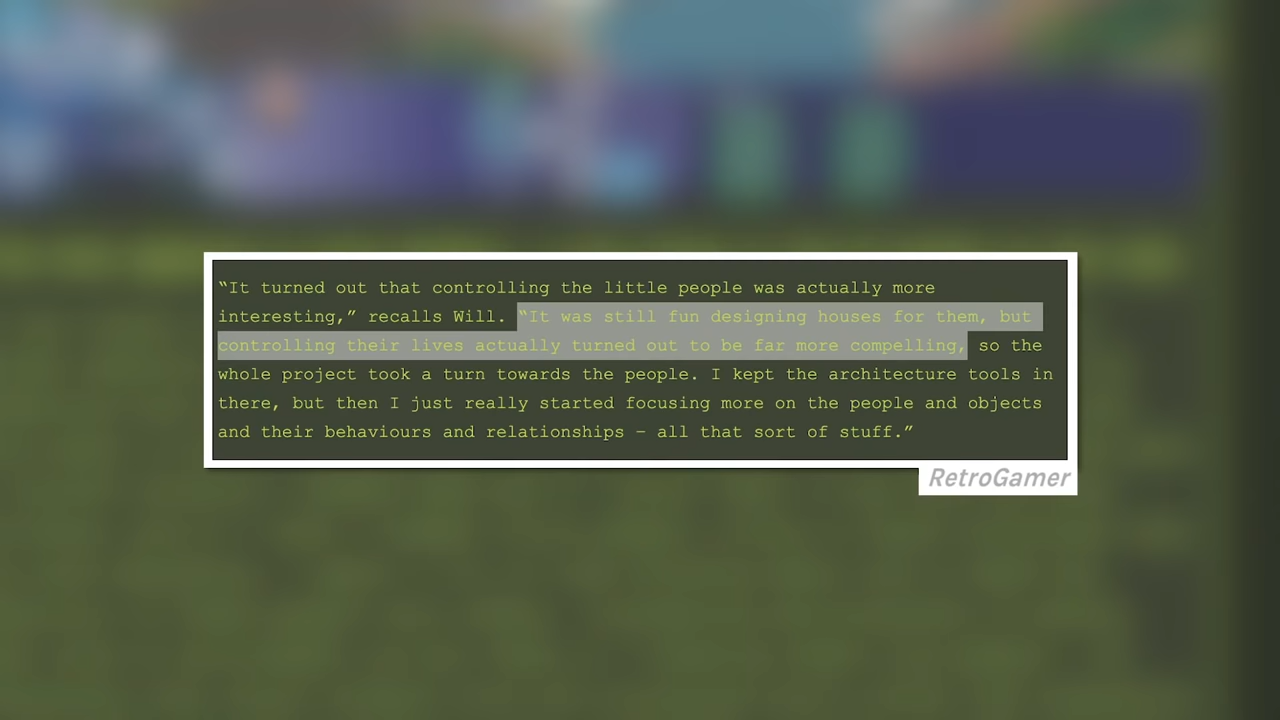 “It turned out that controlling the little people was actually more
interesting,” recalls Will. “It was still fun designing houses for them, but
controlling their lives actually turned out to be far more compelling, so the
whole project took a turn towards the people. I kept the architecture tools in
there, but then I just really started focusing more on the people and objects
and their behaviours and relationships – all that sort of stuff.”
RetroGamer